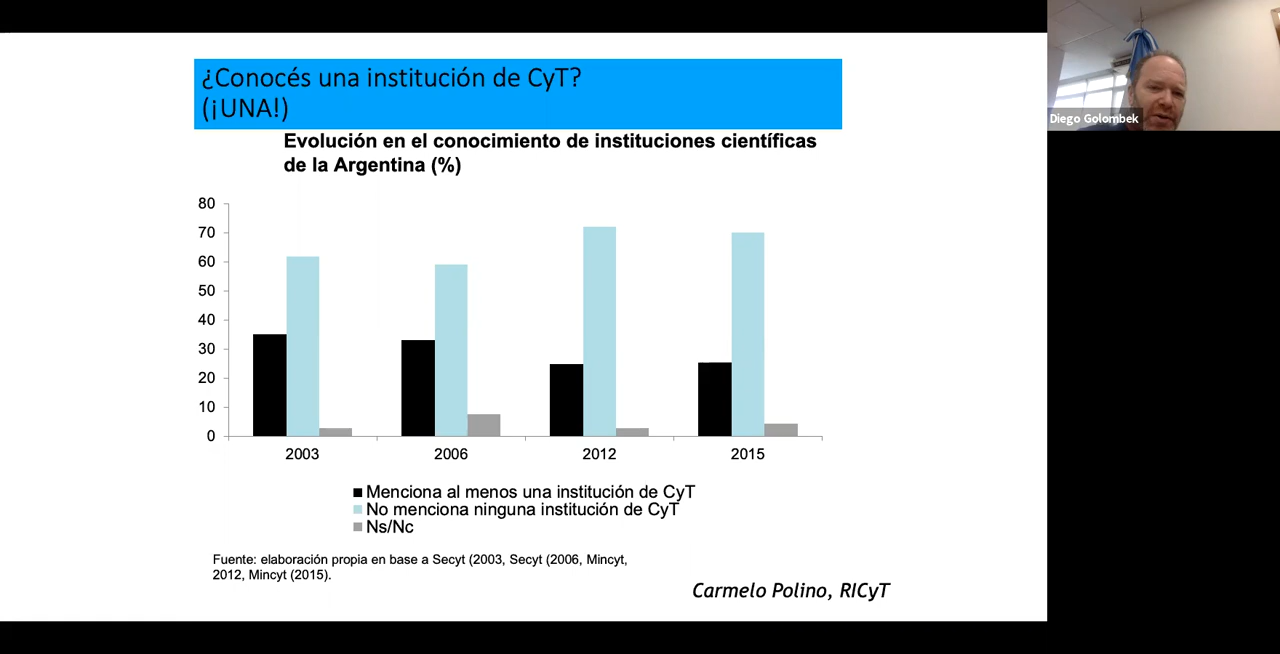 ¿Conocés una institución de CyT?
(¡UNA!)
Evolución en el conocimiento de instituciones científicas
de la Argentina (%)
80
70
60
50
40
30
20
10
0
2003
2006
2012
2015
Menciona al menos una institución de CyT
No menciona ninguna institución de CyT
Ns/Nc
Fuente: elaboración propia en base a Secyt (2003, Secyt (2006, Mincyt,
2012, Mincyt (2015).
Carmelo Polino, RICyT
Diego Golombek